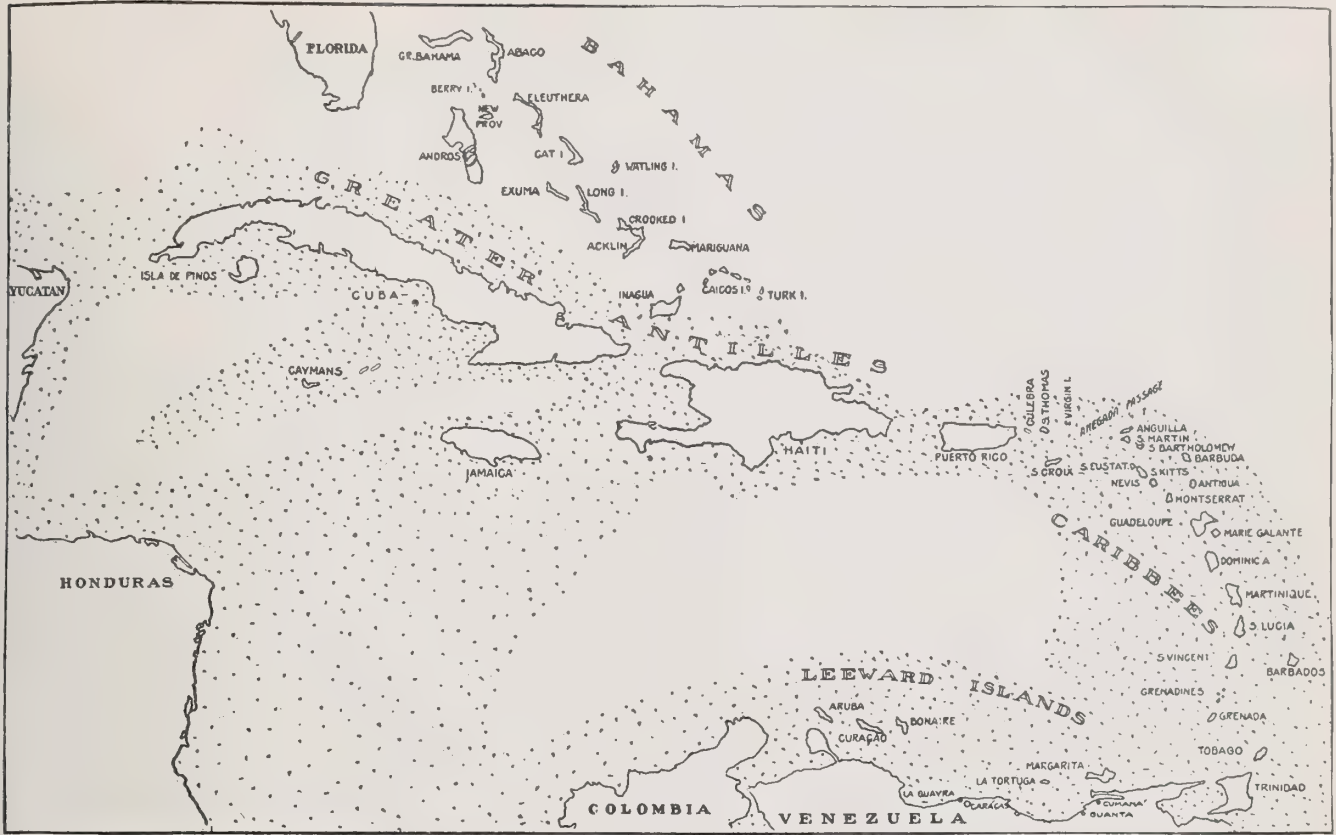 FLORIDA
GR. BAHAMA
ABACO
BAHAMAS
BERRY I.
NEW
PROV
ELEUTHERA
ANDROS
CAT I
WATLING I.
EXUMA
LONG I.
CROOKED I
ACKLIN
MARIGUANA
INAGUA
CAICOS IS
TURK I.
GREATER ANTILLES
YUCATAN
ISLA DE PINOS
CUBA
CAYMANS
JAMAICA
HAITI
PUERTO RICO
CULEBRA
S. THOMAS
VIRGIN I.
ANEGADA PASSAGE
ANGUILLA
S. MARTIN
S BARTHOLOMEW
BARBUDA
S CROIX
S. EUSTAT.
S KITTS
NEVIS
ANTIGUA
MONTSERRAT
GUADELOUPE
MARIE GALANTE
CARIBBEES
DOMINICA
MARTINIQUE
S. LUCIA
S VINCENT
BARBADOS
GRENADINES
GRENADA
TOBAGO
TRINIDAD
HONDURAS
LEEWARD ISLANDS
ARUBA
CURAÇAO
BONAIRE
MARGARITA
LA TORTUGA
LA GUAYRA
CARACAS
CUMANA
GUANTA
COLOMBIA
VENEZUELA